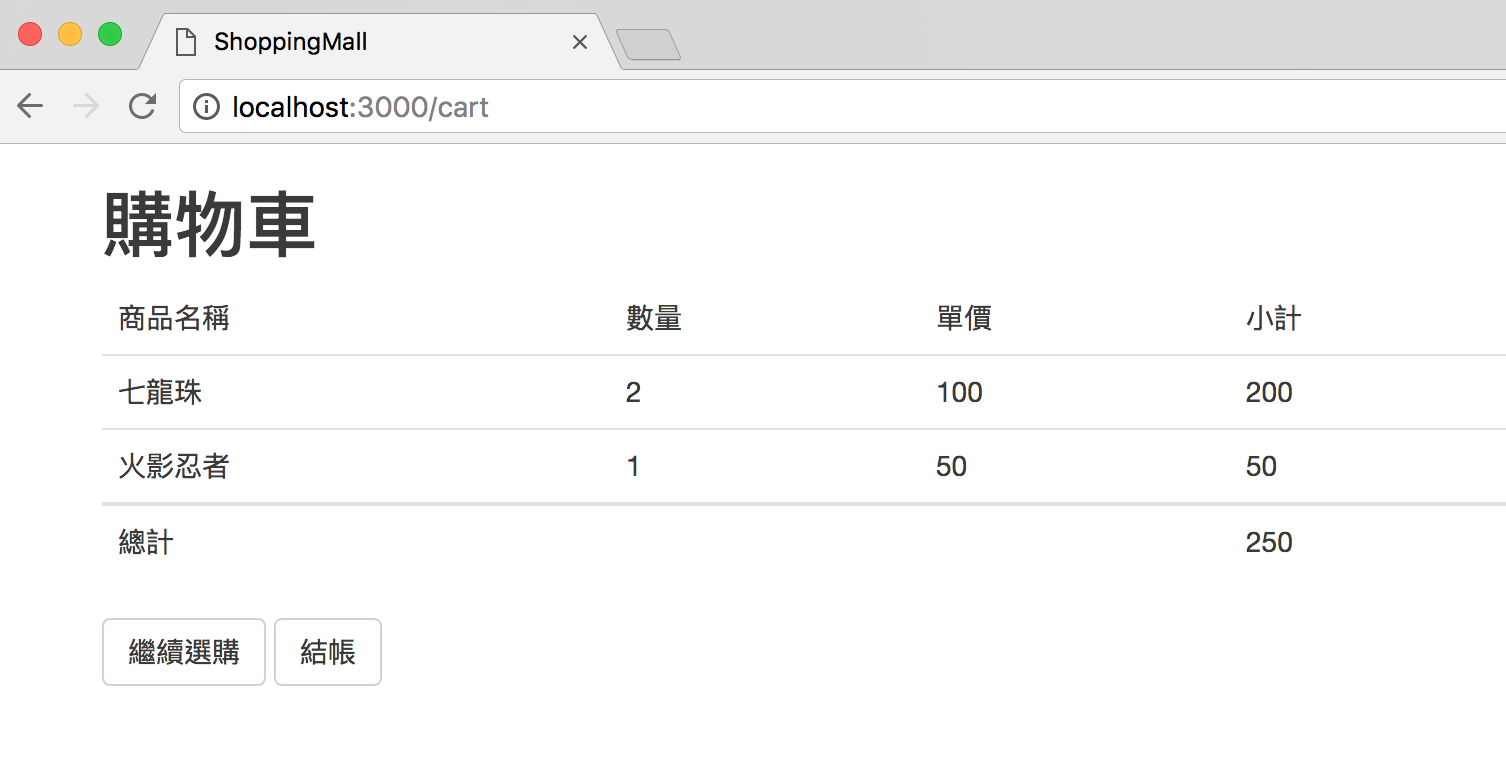 ShoppingMall
localhost:3000/cart
購物車
商品名稱 數量 單價 小計
七龍珠 2 100 200
火影忍者 1 50 50
總計 250
繼續選購 結帳